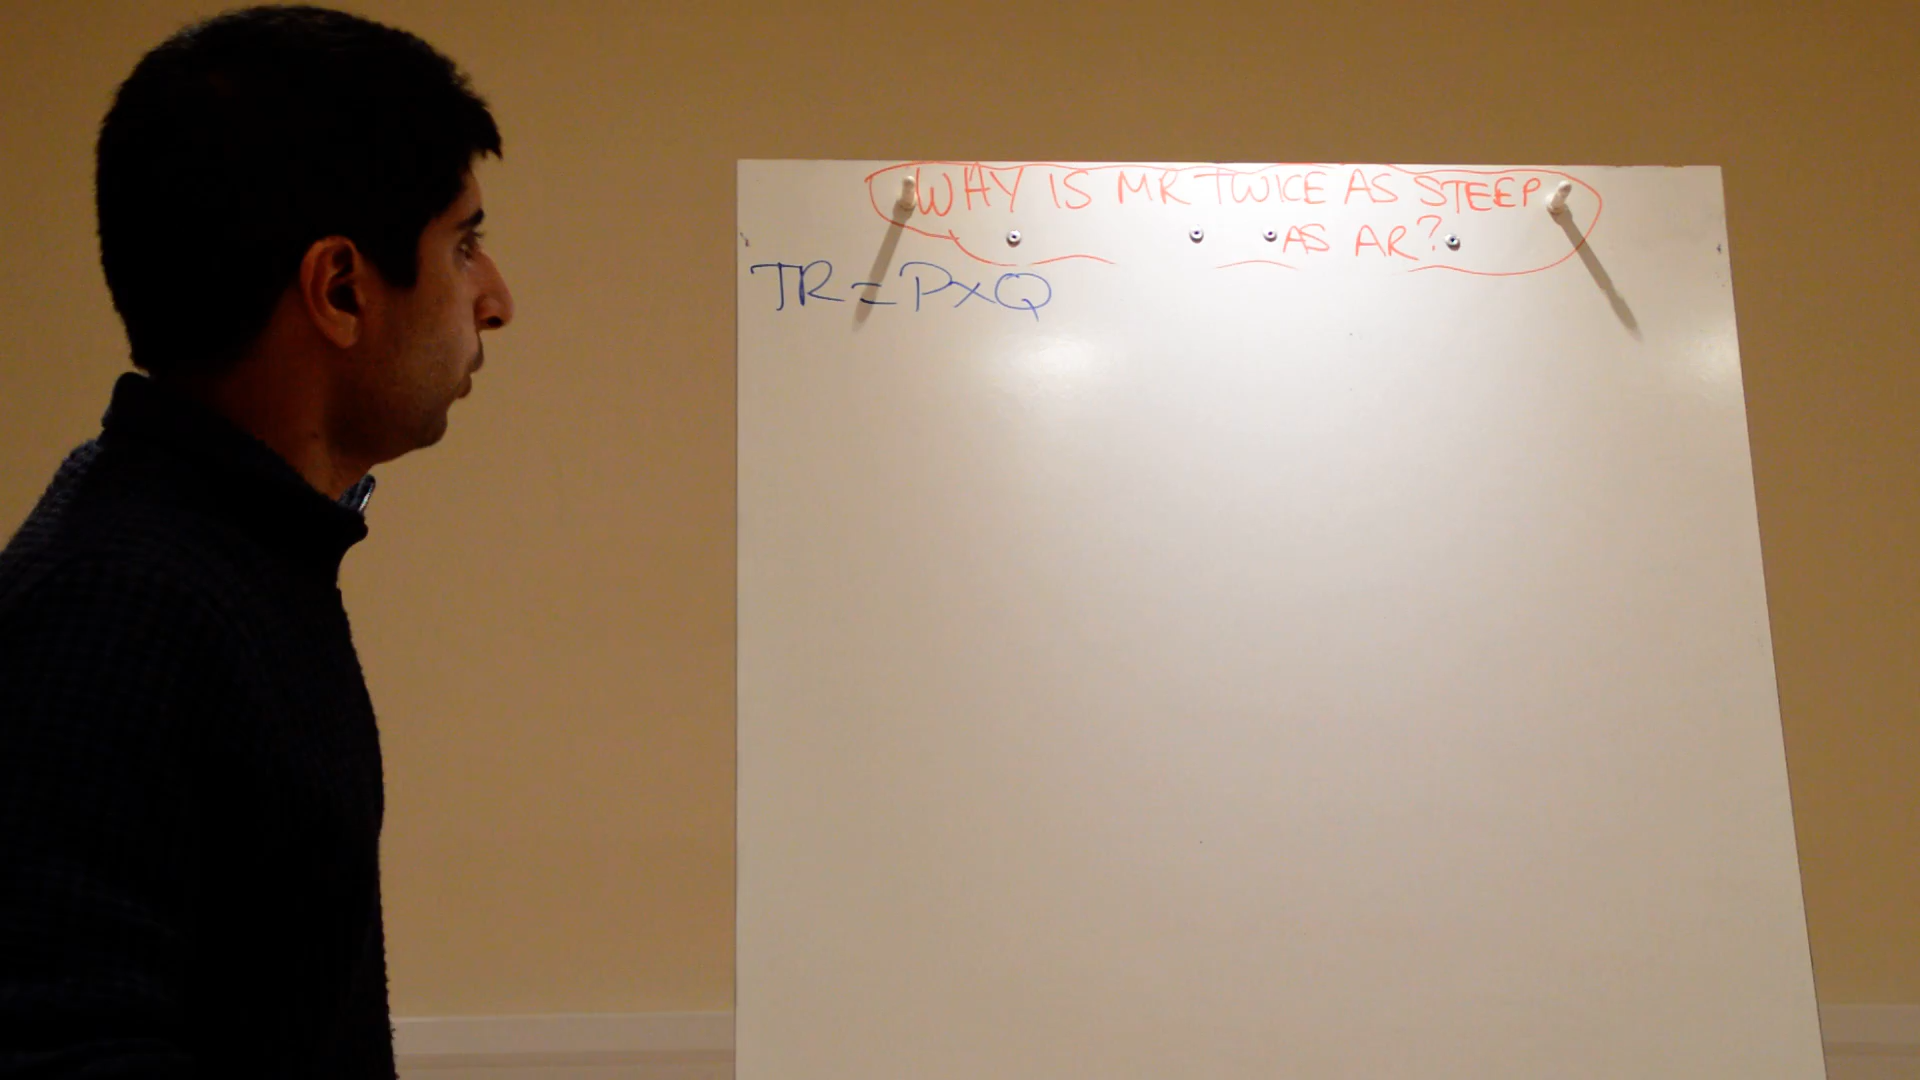 WHY IS MR TWICE AS STEEP
AS AR?
TR = P×Q